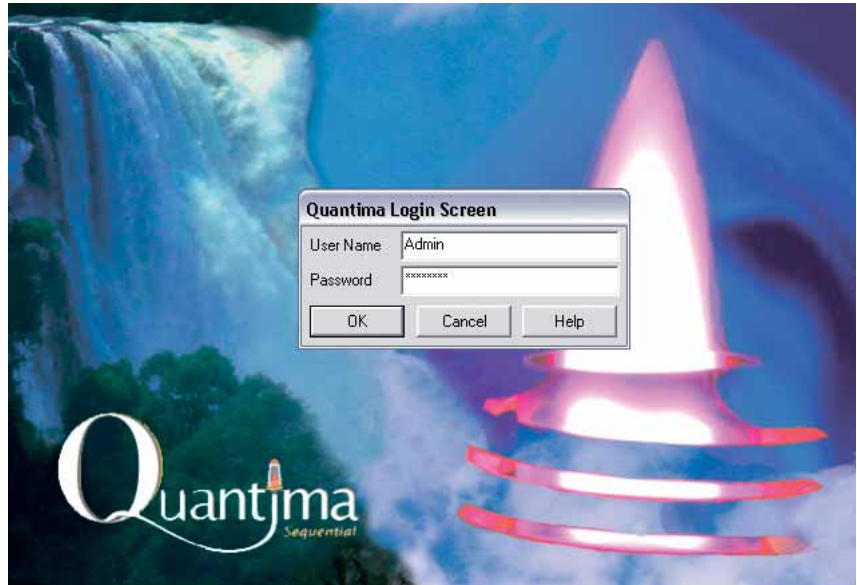 Quantima Login Screen
User Name Admin
Password ********
OK Cancel Help
Quantima
Sequential